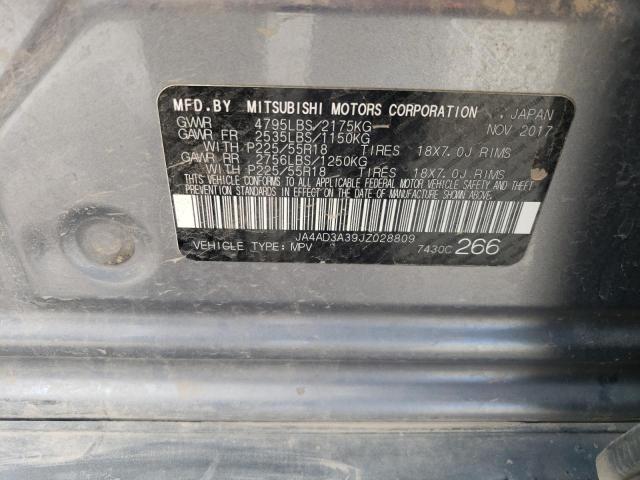 MFD.BY MITSUBISHI MOTORS CORPORATION , JAPAN
GVWR 4795LBS/2175KG NOV 2017
GAWR FR 2535LBS/1150KG
WITH P225/55R18 TIRES 18X7.0J RIMS
GAWR RR 2756LBS/1250KG
WITH P225/55R18 TIRES 18X7.0J RIMS
THIS VEHICLE CONFORMS TO ALL APPLICABLE FEDERAL MOTOR VEHICLE SAFETY AND THEFT
PREVENTION STANDARDS IN EFFECT ON THE DATE OF MANUFACTURE SHOWN ABOVE.
JA4AD3A39JZ028809
VEHICLE TYPE:MPV 7430C 266